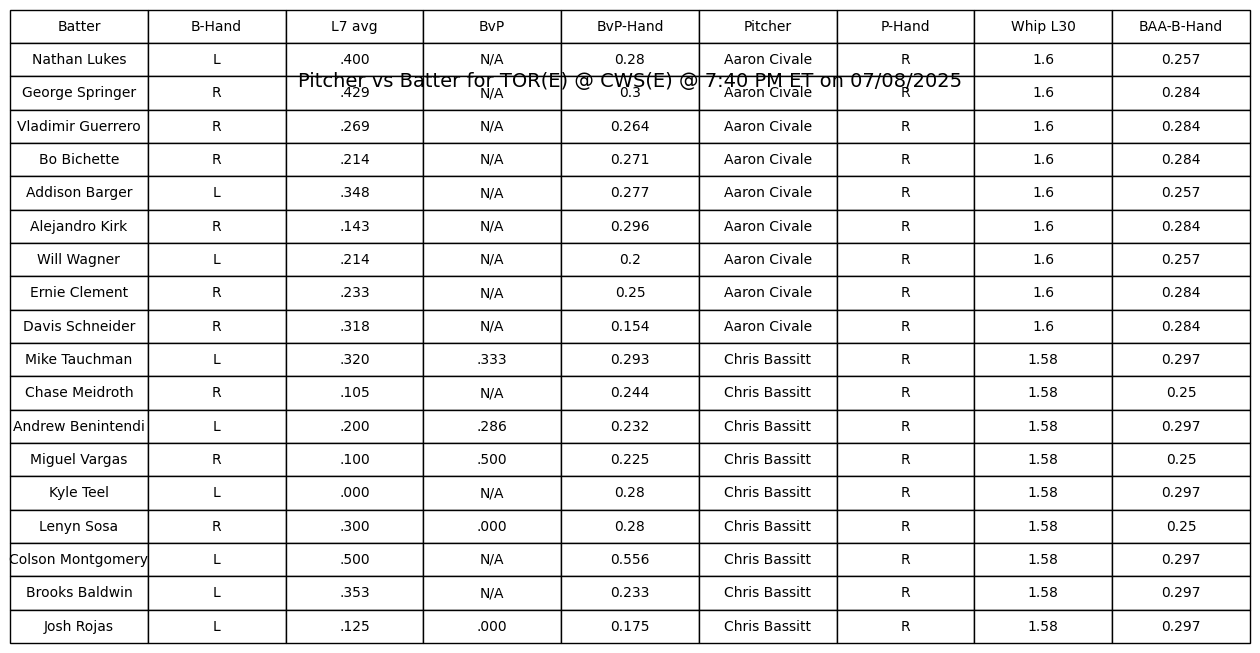 Batter B-Hand L7 avg BvP BvP-Hand Pitcher P-Hand Whip L30 BAA-B-Hand
Nathan Lukes L .400 N/A 0.28 Aaron Civale R 1.6 0.257
Pitcher vs Batter for TOR(E) @ CWS(E) @ 7:40 PM ET on 07/08/2025
George Springer R .429 N/A 0.3 Aaron Civale R 1.6 0.284
Vladimir Guerrero R .269 N/A 0.264 Aaron Civale R 1.6 0.284
Bo Bichette R .214 N/A 0.271 Aaron Civale R 1.6 0.284
Addison Barger L .348 N/A 0.277 Aaron Civale R 1.6 0.257
Alejandro Kirk R .143 N/A 0.296 Aaron Civale R 1.6 0.284
Will Wagner L .214 N/A 0.2 Aaron Civale R 1.6 0.257
Ernie Clement R .233 N/A 0.25 Aaron Civale R 1.6 0.284
Davis Schneider R .318 N/A 0.154 Aaron Civale R 1.6 0.284
Mike Tauchman L .320 .333 0.293 Chris Bassitt R 1.58 0.297
Chase Meidroth R .105 N/A 0.244 Chris Bassitt R 1.58 0.25
Andrew Benintendi L .200 .286 0.232 Chris Bassitt R 1.58 0.297
Miguel Vargas R .100 .500 0.225 Chris Bassitt R 1.58 0.25
Kyle Teel L .000 N/A 0.28 Chris Bassitt R 1.58 0.297
Lenyn Sosa R .300 .000 0.28 Chris Bassitt R 1.58 0.25
Colson Montgomery L .500 N/A 0.556 Chris Bassitt R 1.58 0.297
Brooks Baldwin L .353 N/A 0.233 Chris Bassitt R 1.58 0.297
Josh Rojas L .125 .000 0.175 Chris Bassitt R 1.58 0.297